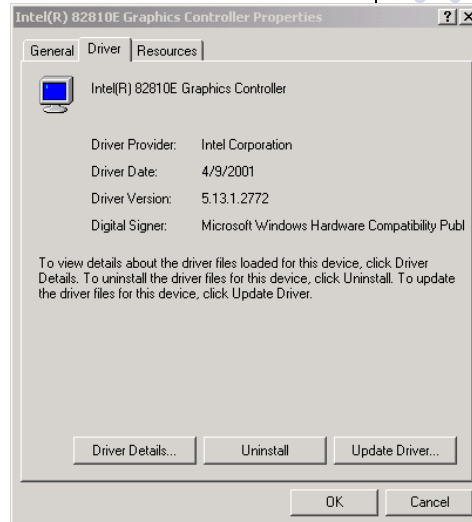 Intel(R) 82810E Graphics Controller Properties
General Driver Resources
Intel(R) 82810E Graphics Controller
Driver Provider: Intel Corporation
Driver Date: 4/9/2001
Driver Version: 5.13.1.2772
Digital Signer: Microsoft Windows Hardware Compatibility Publ
To view details about the driver files loaded for this device, click Driver
Details. To uninstall the driver files for this device, click Uninstall. To update
the driver files for this device, click Update Driver.
Driver Details... Uninstall Update Driver...
OK Cancel